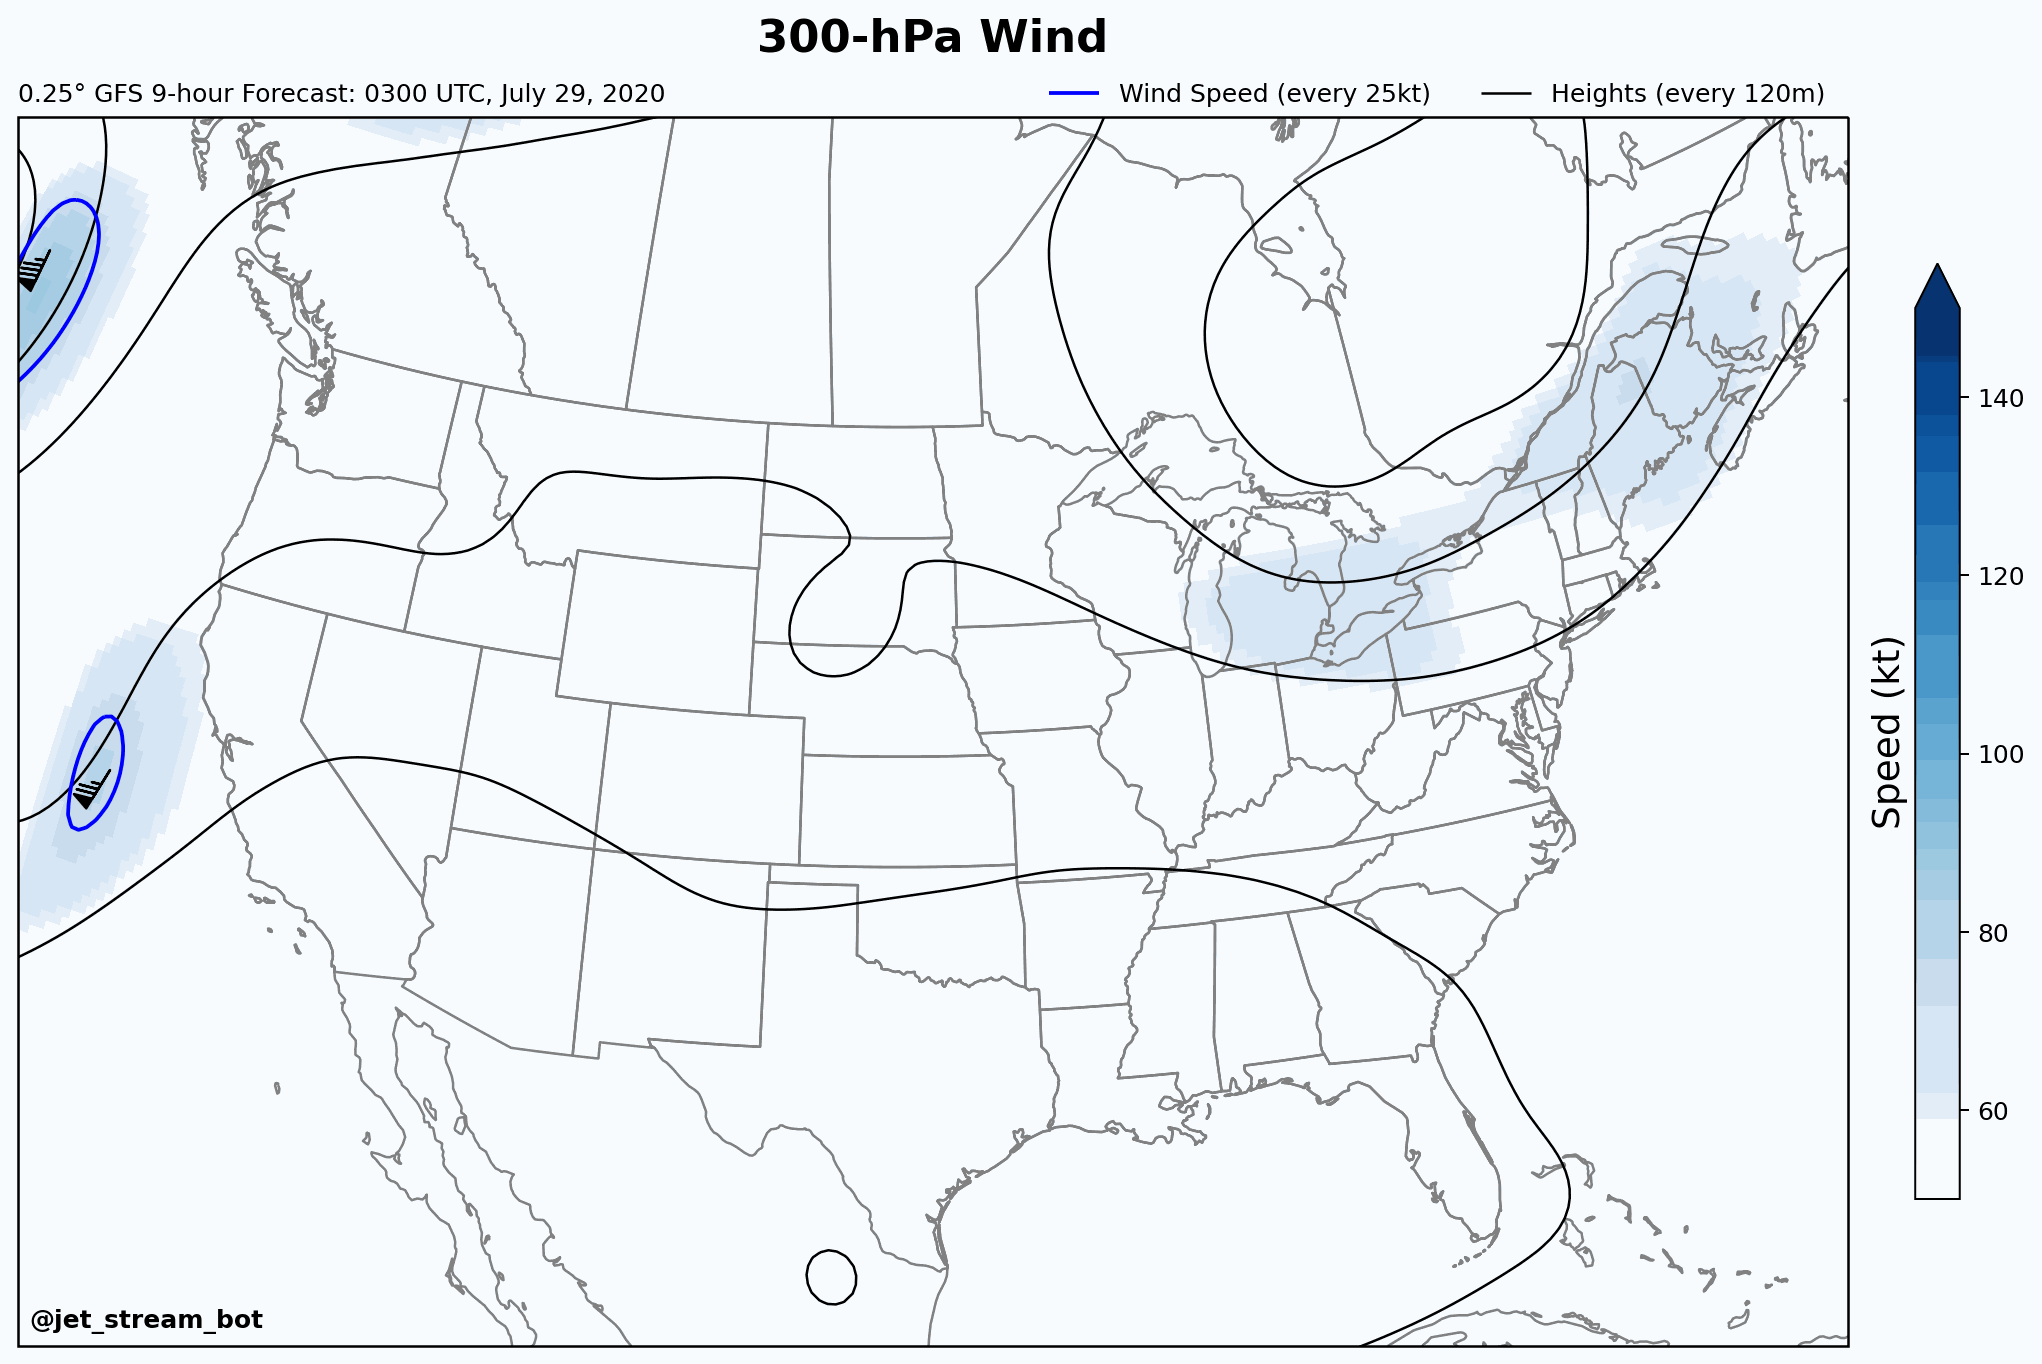 300-hPa Wind
0.25° GFS 9-hour Forecast: 0300 UTC, July 29, 2020
Wind Speed (every 25kt)
Heights (every 120m)
140
120
100
80
60
Speed (kt)
@jet_stream_bot